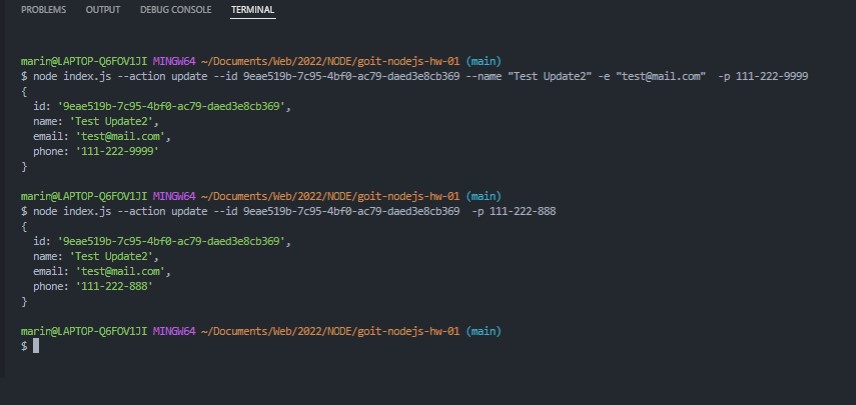 PROBLEMS OUTPUT DEBUG CONSOLE TERMINAL
marin@LAPTOP-Q6FOV1JI MINGW64 ~/Documents/Web/2022/NODE/goit-nodejs-hw-01 (main)
$ node index.js --action update --id 9eae519b-7c95-4bf0-ac79-daed3e8cb369 --name "Test Update2" -e "test@mail.com"  -p 111-222-9999
{
  id: '9eae519b-7c95-4bf0-ac79-daed3e8cb369',
  name: 'Test Update2',
  email: 'test@mail.com',
  phone: '111-222-9999'
}
marin@LAPTOP-Q6FOV1JI MINGW64 ~/Documents/Web/2022/NODE/goit-nodejs-hw-01 (main)
$ node index.js --action update --id 9eae519b-7c95-4bf0-ac79-daed3e8cb369  -p 111-222-888
{
  id: '9eae519b-7c95-4bf0-ac79-daed3e8cb369',
  name: 'Test Update2',
  email: 'test@mail.com',
  phone: '111-222-888'
}
marin@LAPTOP-Q6FOV1JI MINGW64 ~/Documents/Web/2022/NODE/goit-nodejs-hw-01 (main)
$